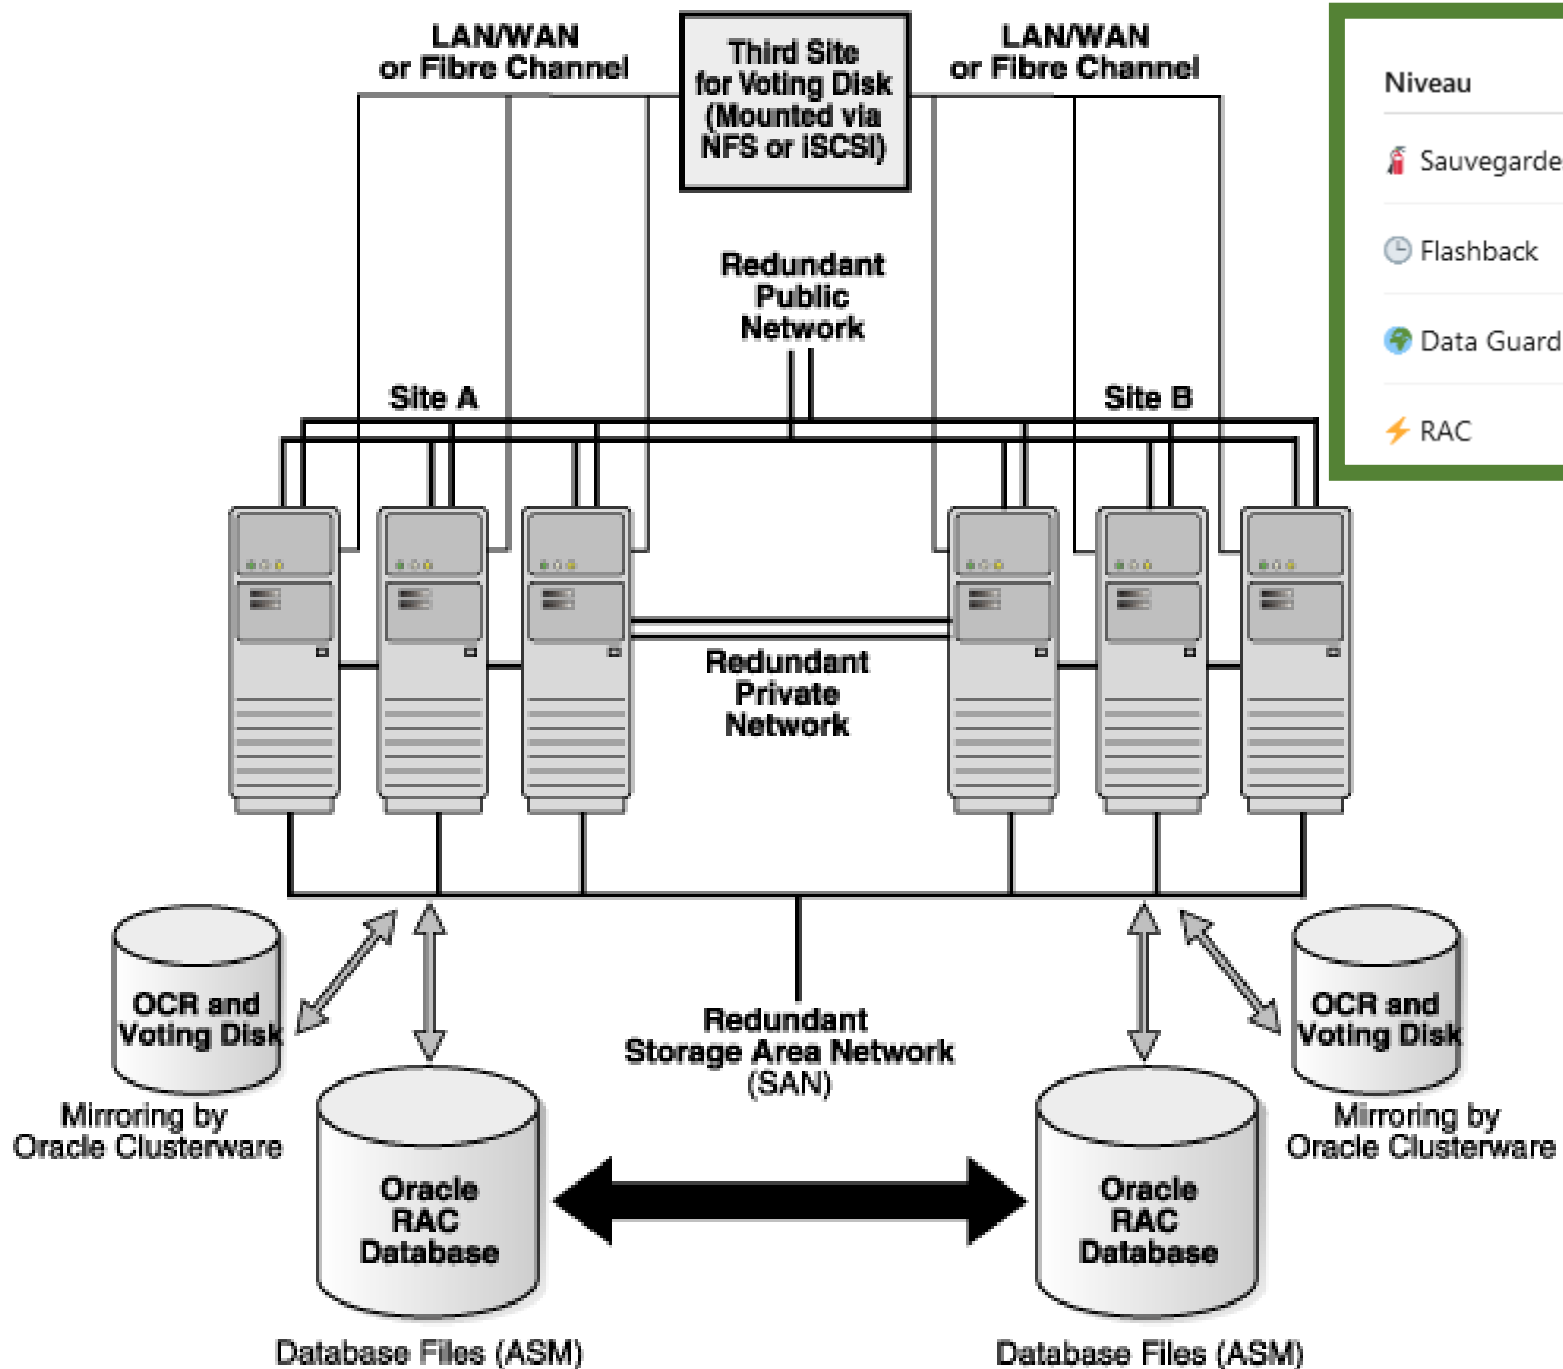 LAN/WAN
or Fibre Channel
Third Site
for Voting Disk
(Mounted via
NFS or iSCSI)
LAN/WAN
or Fibre Channel
Niveau
Sauvegarde
Flashback
Data Guard
RAC
Redundant
Public
Network
Site A
Site B
Redundant
Private
Network
OCR and
Voting Disk
Mirroring by
Oracle Clusterware
Redundant
Storage Area Network
(SAN)
OCR and
Voting Disk
Mirroring by
Oracle Clusterware
Oracle
RAC
Database
Oracle
RAC
Database
Database Files (ASM)
Database Files (ASM)